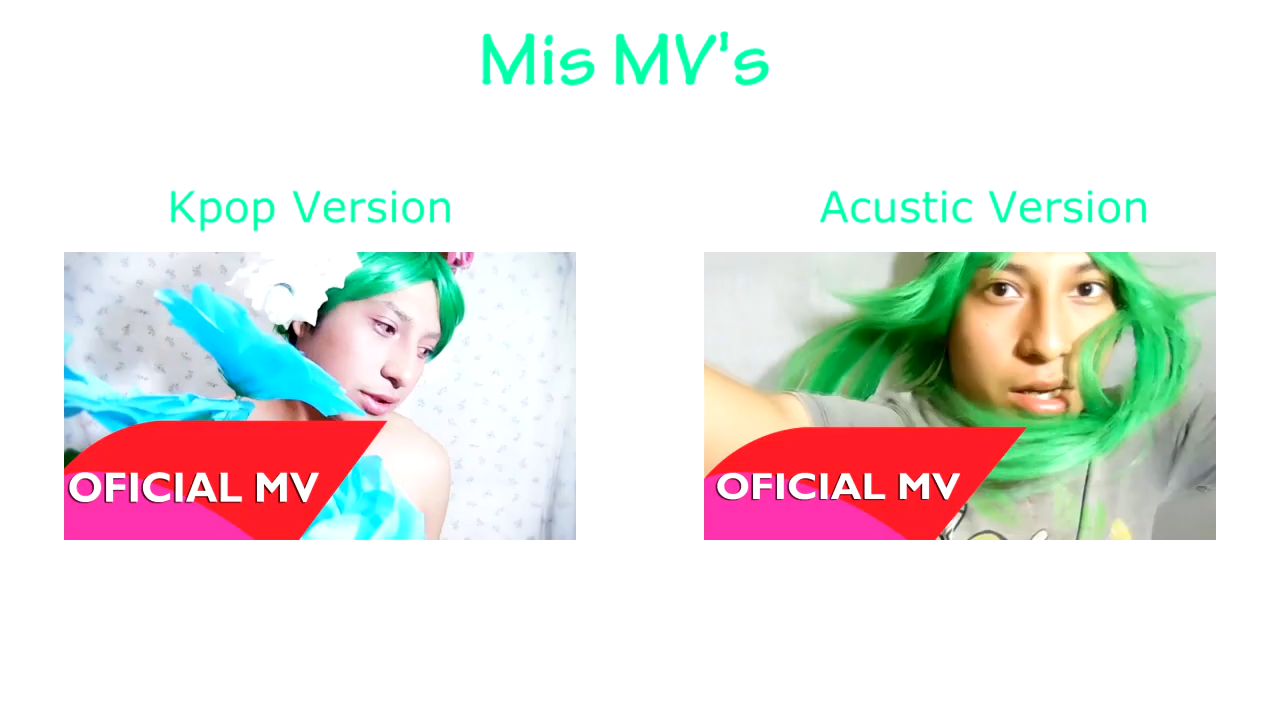 Mis MV's
Kpop Version
Acustic Version
OFICIAL MV
OFICIAL MV